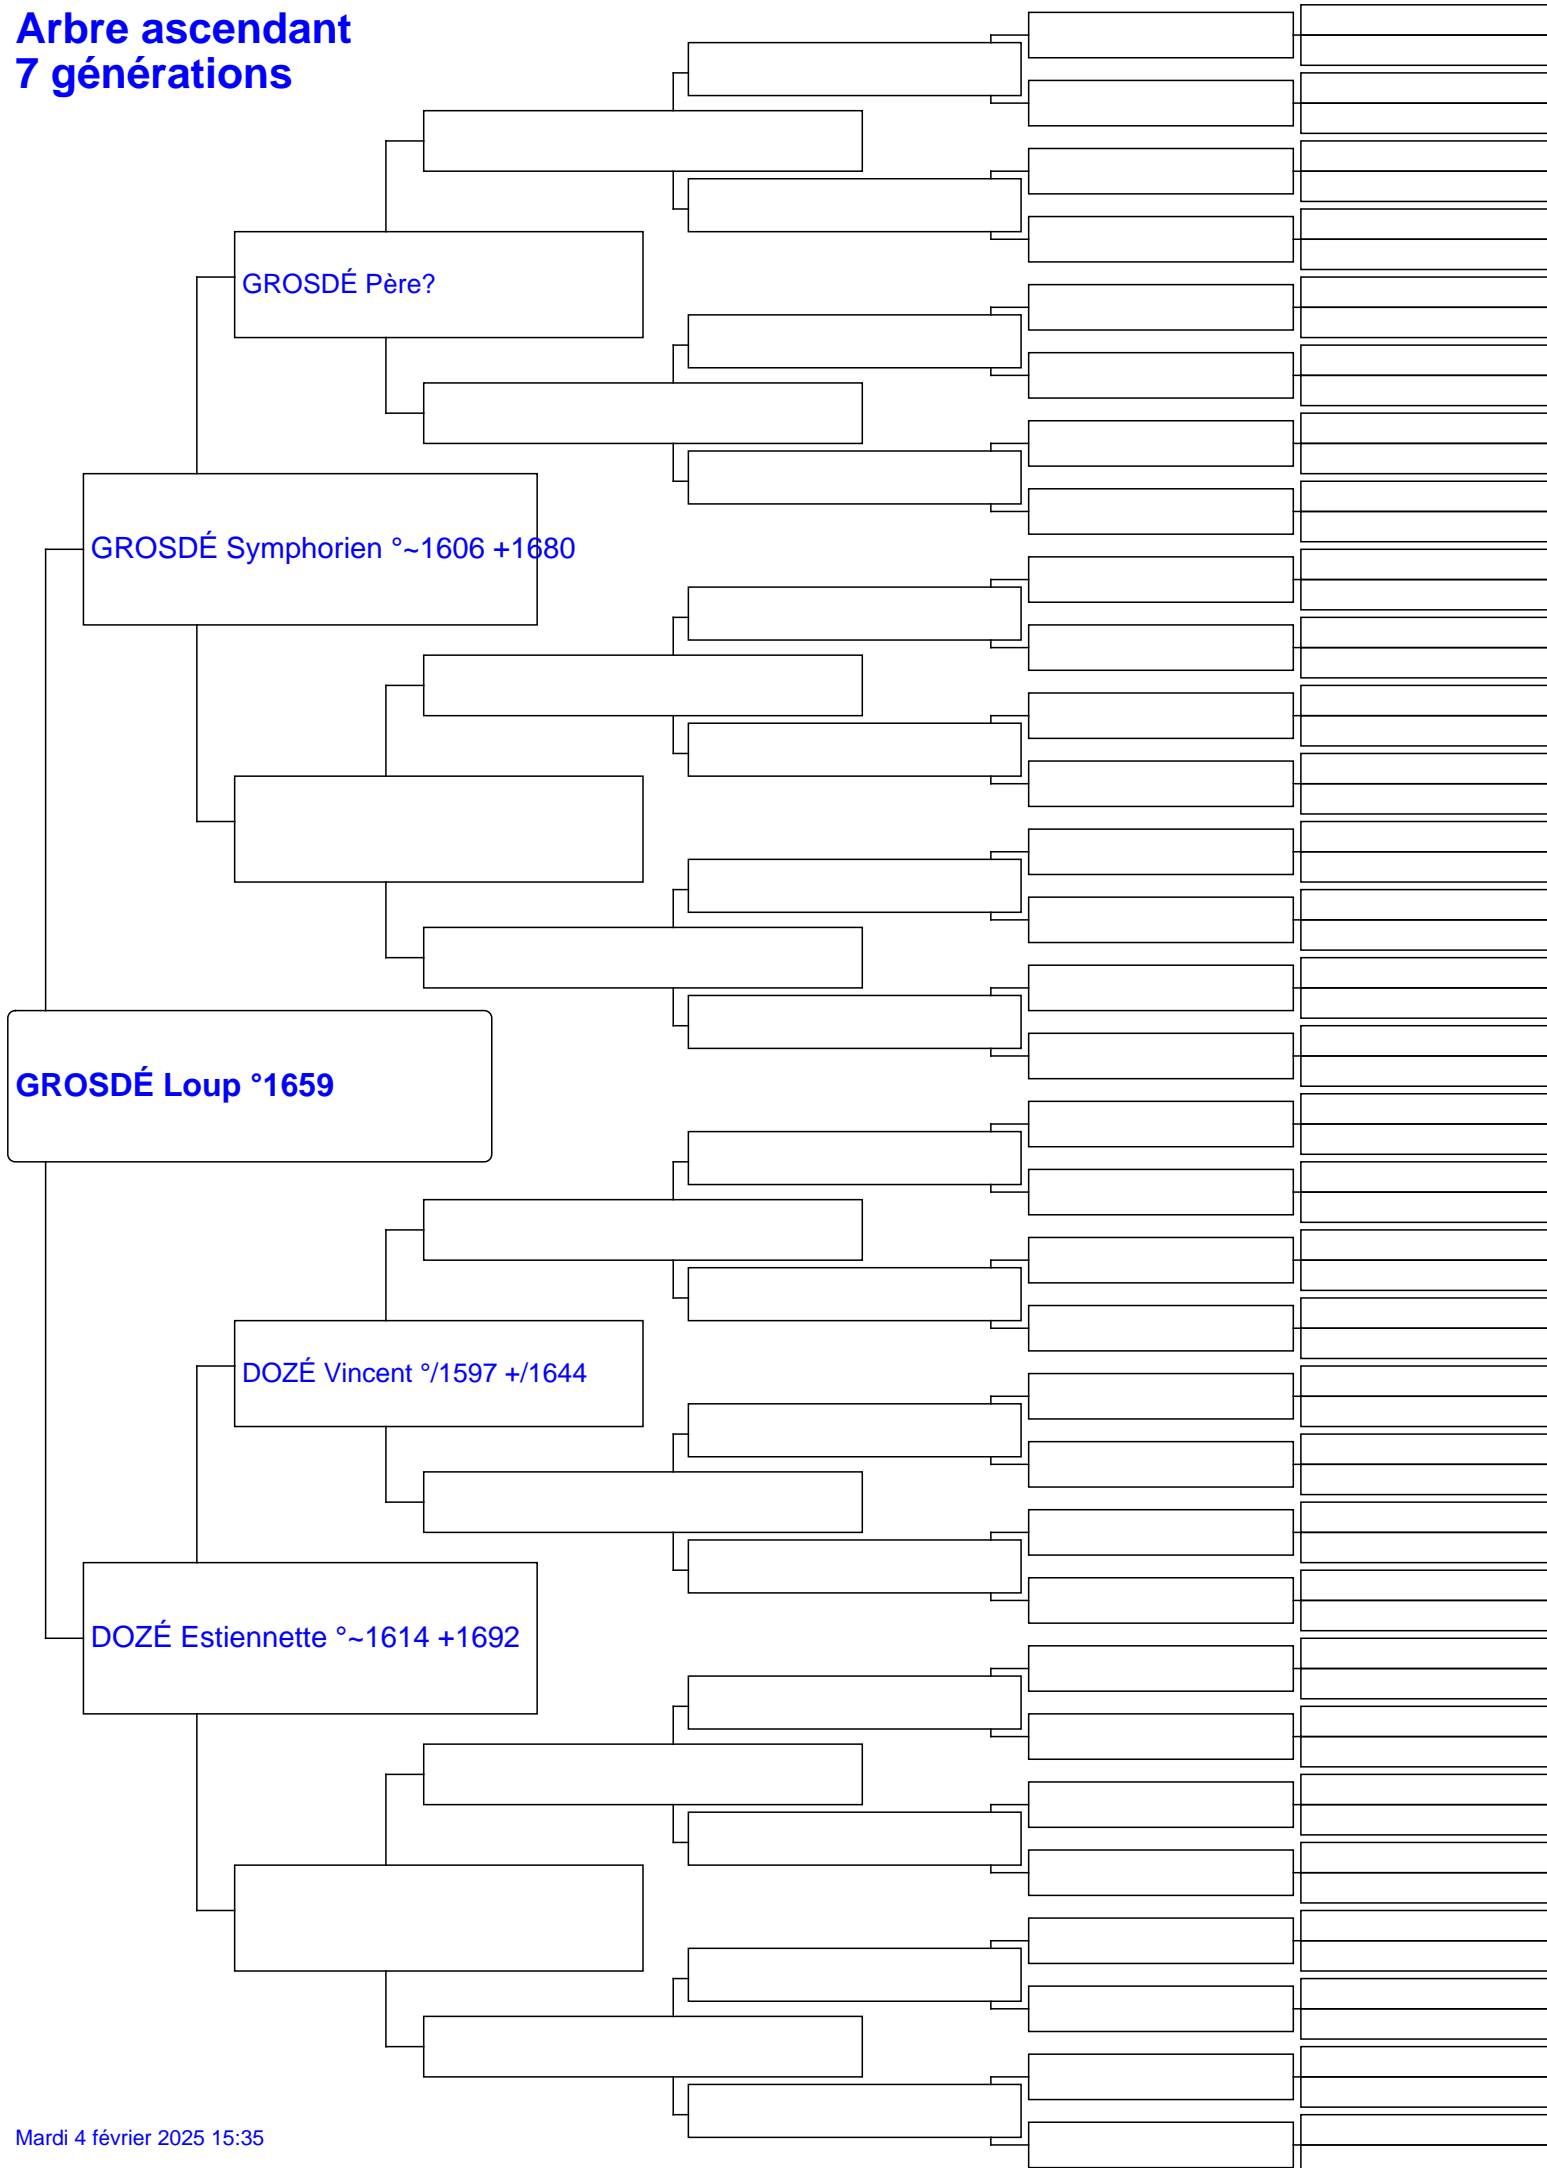 Arbre ascendant
7 générations
GROSDÉ Père?
GROSDÉ Symphorien °~1606 +1680
GROSDÉ Loup °1659
DOZÉ Vincent °/1597 +/1644
DOZÉ Estiennette °~1614 +1692
Mardi 4 février 2025 15:35